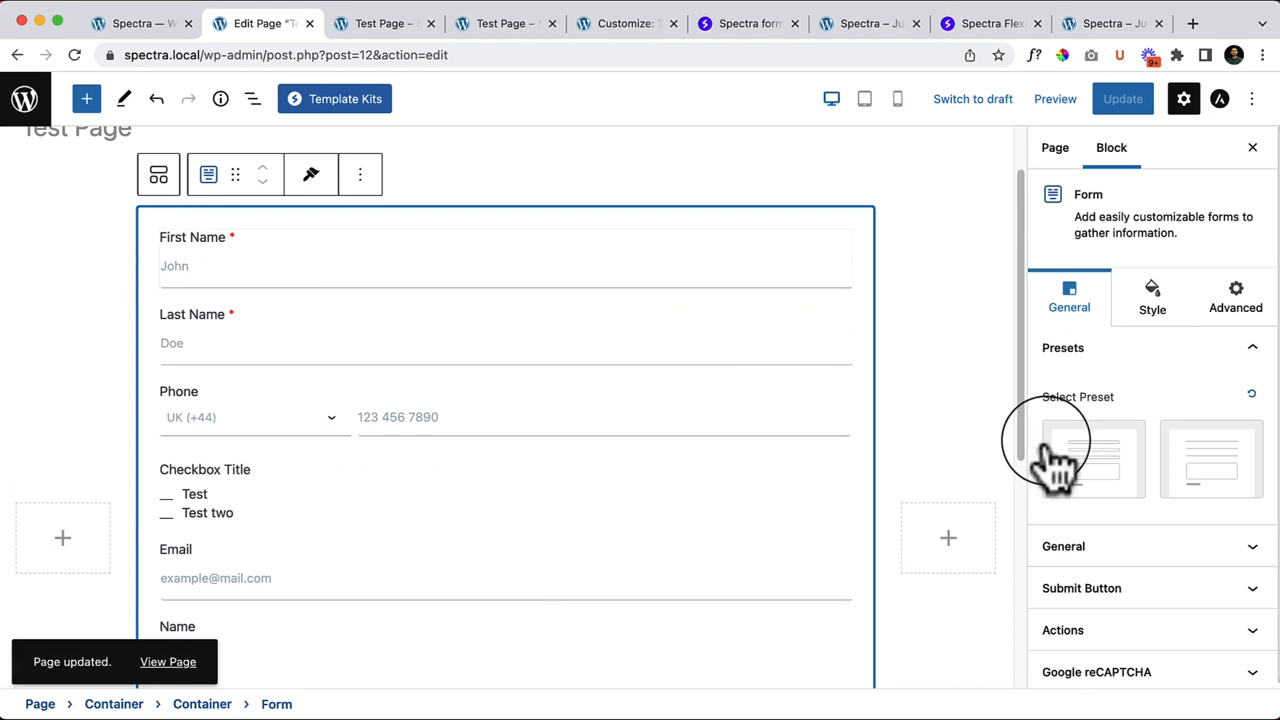 Spectra — W
Edit Page “Te
Test Page – S
Test Page – S
Customize: T
Spectra form
Spectra – Ju
Spectra Flexi
Spectra – Ju
spectra.local/wp-admin/post.php?post=12&action=edit
f?
U
9+
Template Kits
Switch to draft
Preview
Update
Test Page
Page
Block
Form
Add easily customizable forms to
gather information.
General
Style
Advanced
Presets
Select Preset
General
Submit Button
Actions
Google reCAPTCHA
First Name *
John
Last Name *
Doe
Phone
UK (+44)
123 456 7890
Checkbox Title
Test
Test two
Email
example@mail.com
Name
Page updated.
View Page
Page > Container > Container > Form